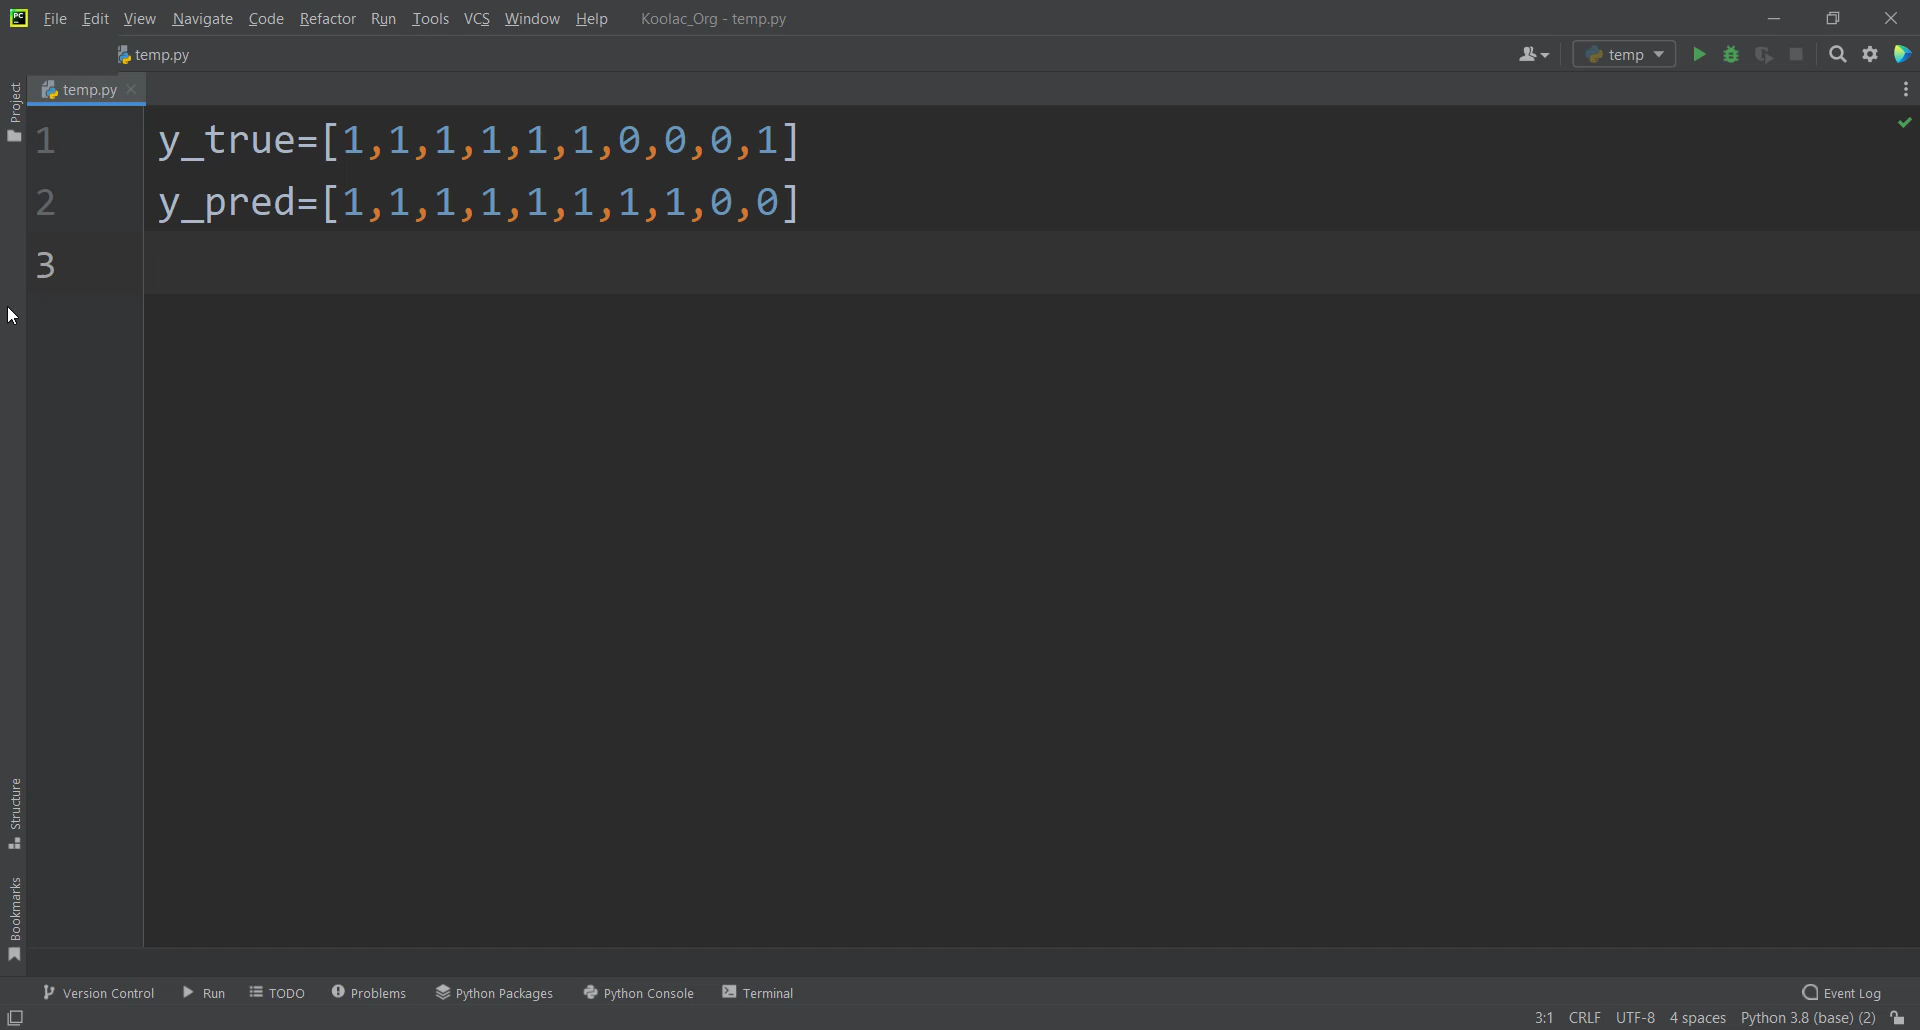 File Edit View Navigate Code Refactor Run Tools VCS Window Help Koolac_Org - temp.py
temp.py temp
temp.py
Project
1 y_true=[1,1,1,1,1,1,0,0,0,1]
2 y_pred=[1,1,1,1,1,1,1,1,0,0]
3
Structure
Bookmarks
Version Control Run TODO Problems Python Packages Python Console Terminal Event Log
3:1 CRLF UTF-8 4 spaces Python 3.8 (base) (2)